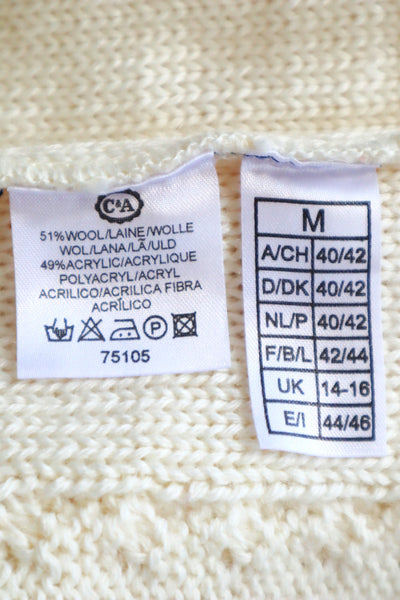 C&A
51% WOOL/LAINE/WOLLE
WOL/LANA/LÃ/ULD
49% ACRYLIC/ACRYLIQUE
POLYACRYL/ACRYL
ACRILICO/ACRILICA FIBRA
ACRÍLICO
P
75105
M
A/CH 40/42
D/DK 40/42
NL/P 40/42
F/B/L 42/44
UK 14-16
E/I 44/46